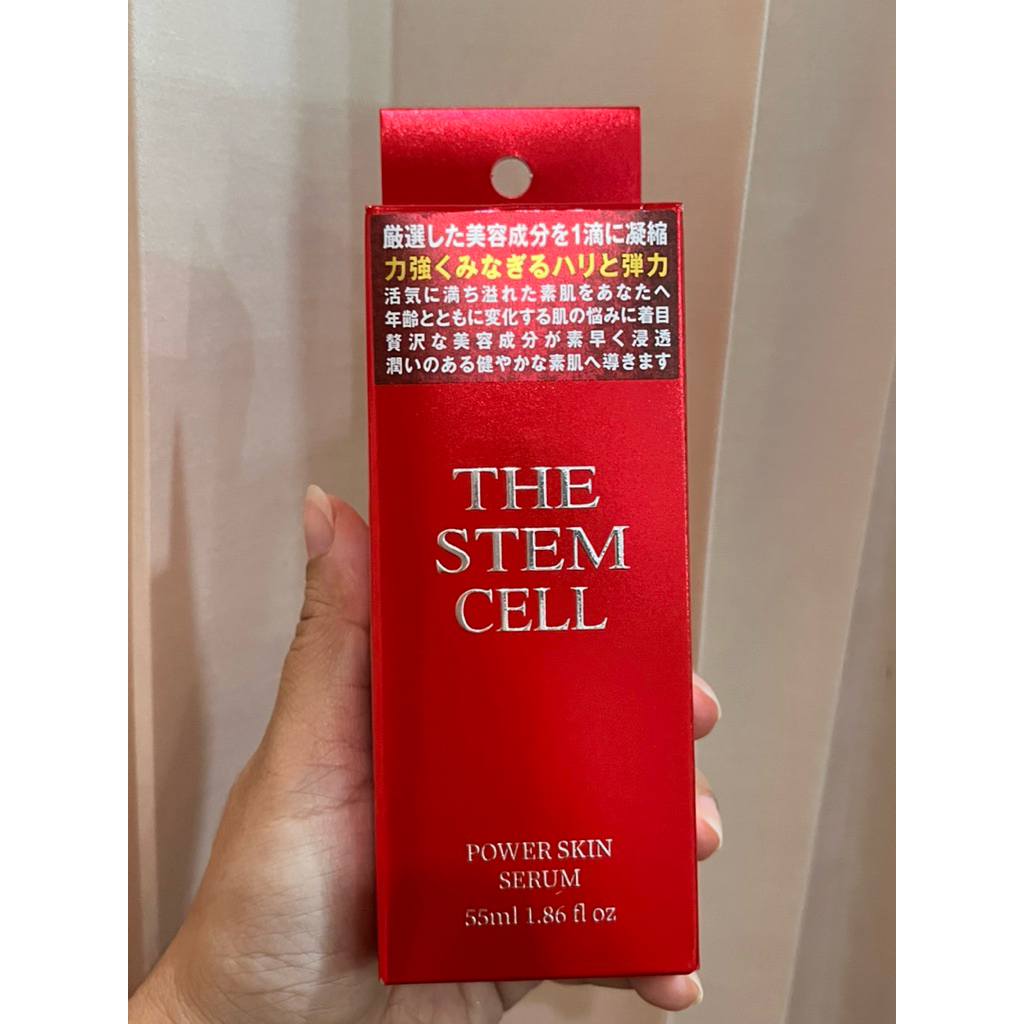 厳選した美容成分を1滴に凝縮
力強くみなぎるハリと弾力
活気に満ち溢れた素肌をあなたへ
年齢とともに変化する肌の悩みに着目
贅沢な美容成分が素早く浸透
潤いのある健やかな素肌へ導きます
THE
STEM
CELL
POWER SKIN
SERUM
55ml 1.86 fl oz